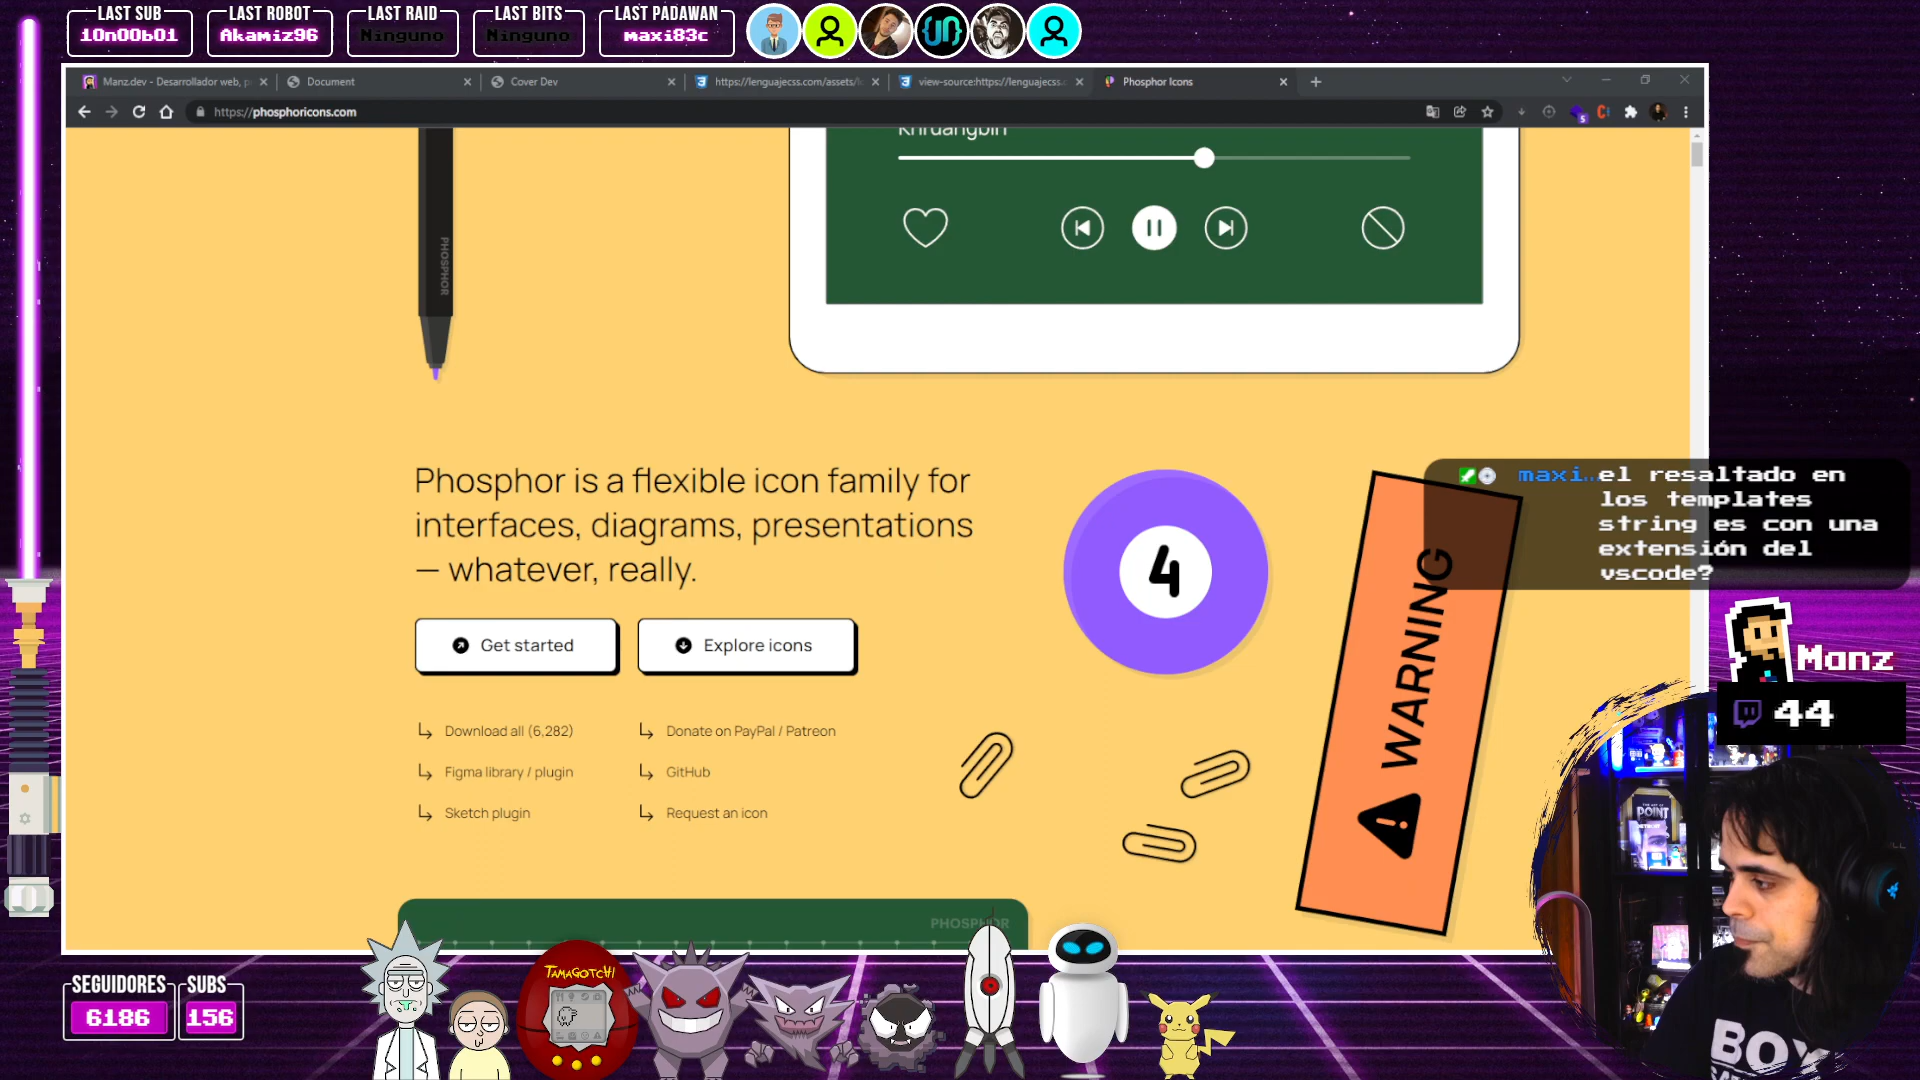 LAST SUB
10n00b01
LAST ROBOT
Akamiz96
LAST RAID
Ninguno
LAST BITS
Ninguno
LAST PADAWAN
maxi83c
Manz.dev - Desarrollador web, p
Document
Cover Dev
https://lenguajecss.com/assets/l
view-source:https://lenguajecss.c
Phosphor Icons
https://phosphoricons.com
Khruangbin
PHOSPHOR
Phosphor is a flexible icon family for
interfaces, diagrams, presentations
— whatever, really.
Get started
Explore icons
Download all (6,282)
Donate on PayPal / Patreon
Figma library / plugin
GitHub
Sketch plugin
Request an icon
4
WARNING
maxi... el resaltado en
los templates
string es con una
extensión del
vscode?
Manz
44
POINT
PHOSPHOR
TAMAGOTCHI
SEGUIDORES
6186
SUBS
156
BOX